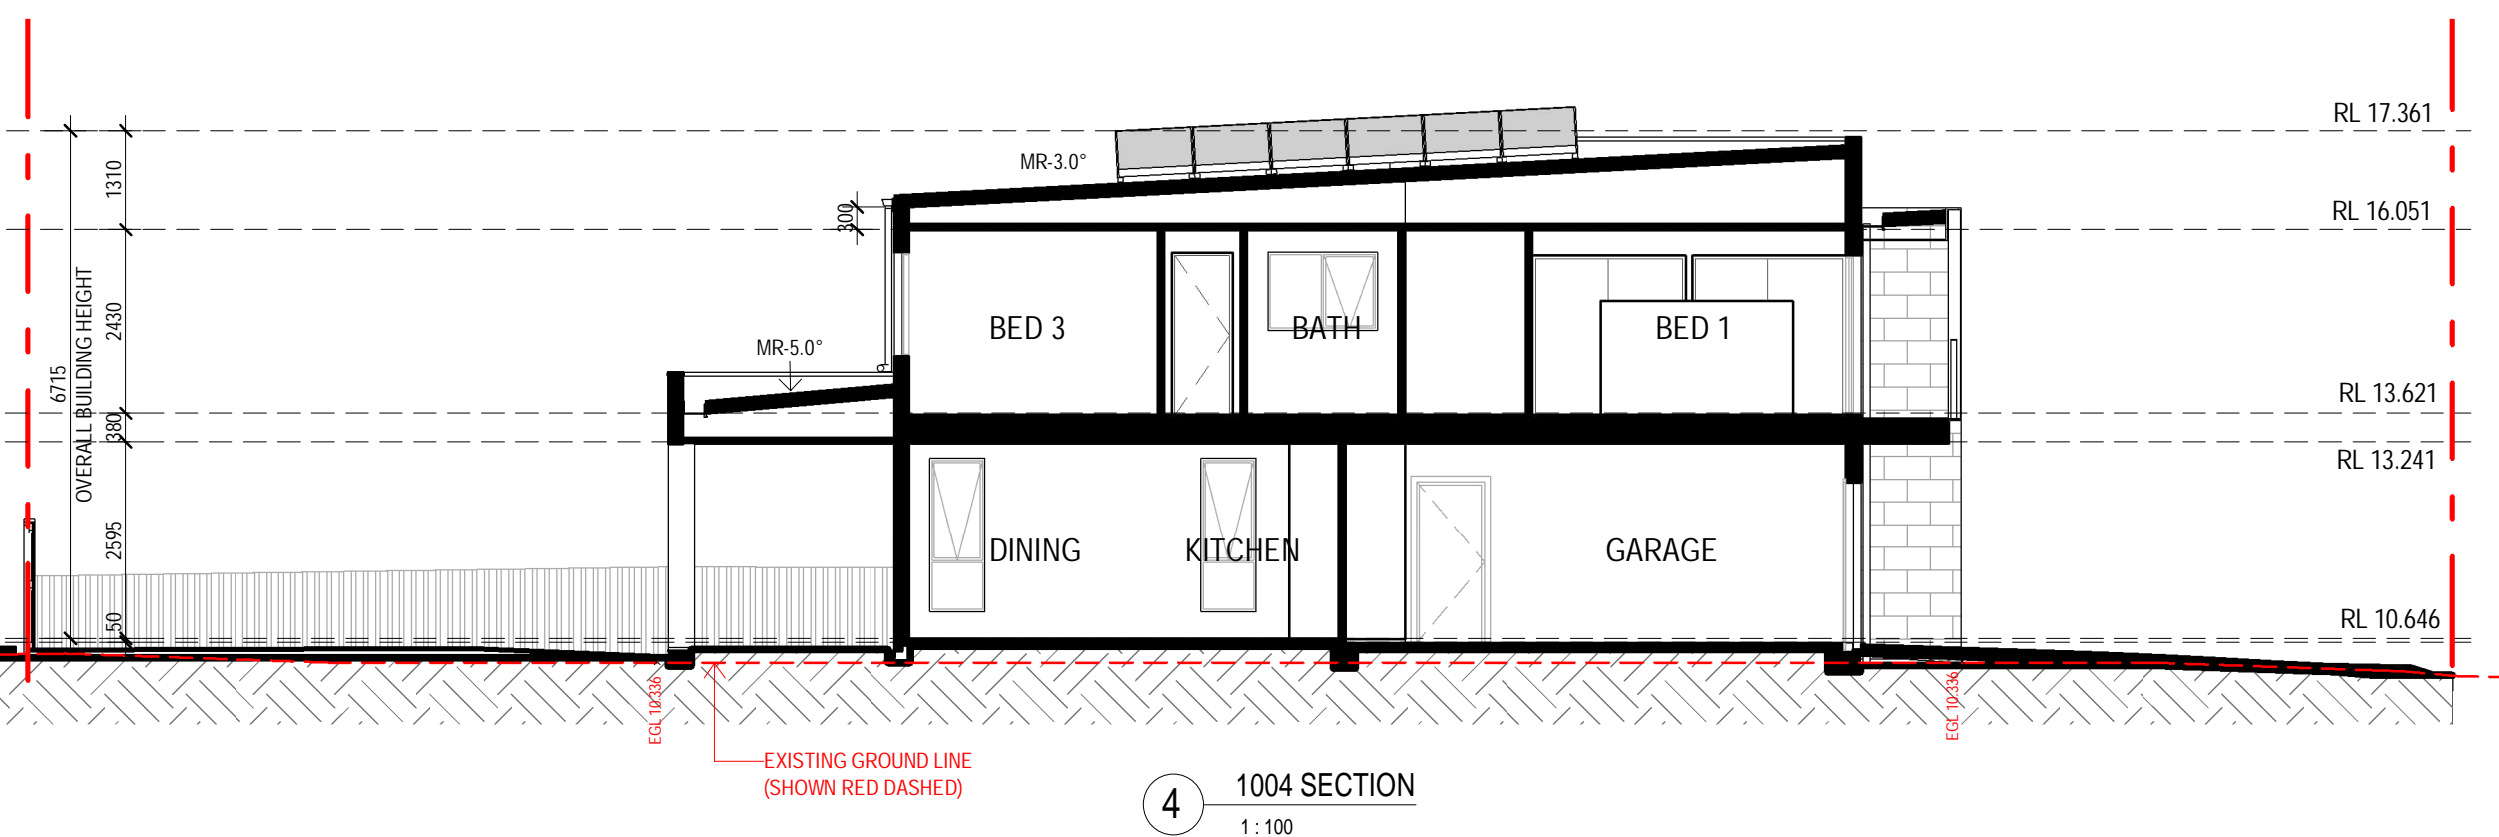 RL 17.361
MR-3.0°
1310
300
RL 16.051
6715
OVERALL BUILDING HEIGHT
2430
BED 3
BATH
BED 1
MR-5.0°
RL 13.621
380
RL 13.241
2595
DINING
KITCHEN
GARAGE
50
RL 10.646
EGL 10.336
EGL 10.336
EXISTING GROUND LINE
(SHOWN RED DASHED)
4
1004 SECTION
1 : 100